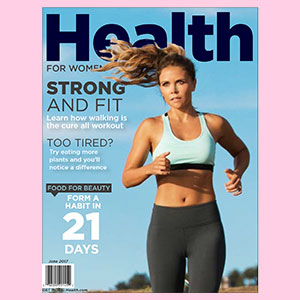 Health
FOR WOMEN
STRONG
AND FIT
Learn how walking is
the cure all workout
TOO TIRED?
Try eating more
plants and you'll
notice a difference
FOOD FOR BEAUTY
FORM A
HABIT IN
21
DAYS
June 2017